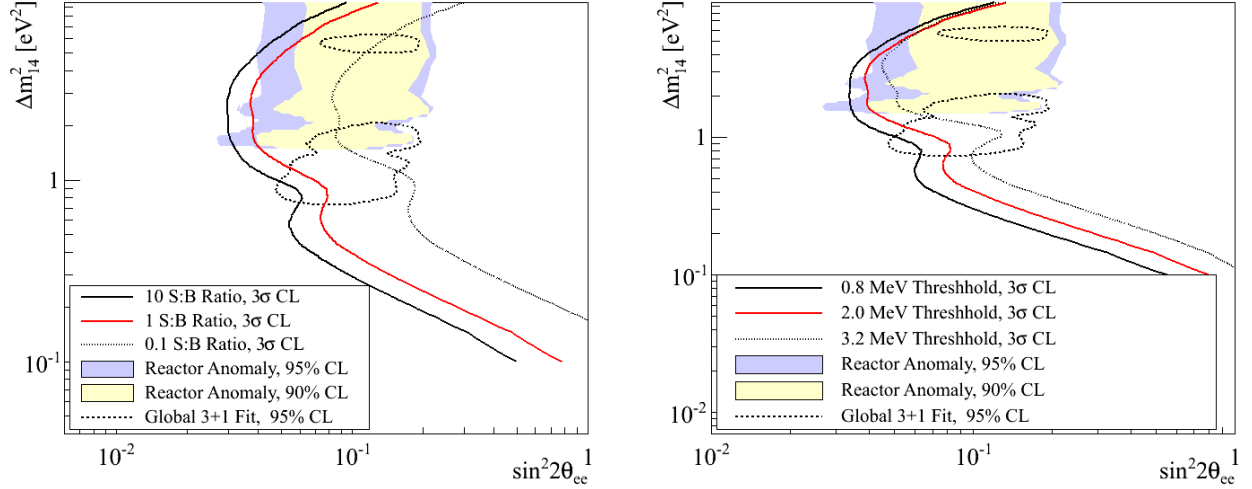 Δm²₁₄ [eV²]
1
10⁻¹
10 S:B Ratio, 3σ CL
1 S:B Ratio, 3σ CL
0.1 S:B Ratio, 3σ CL
Reactor Anomaly, 95% CL
Reactor Anomaly, 90% CL
Global 3+1 Fit, 95% CL
10⁻²
10⁻¹
1
sin²2θee
Δm²₁₄ [eV²]
1
10⁻¹
10⁻²
0.8 MeV Threshhold, 3σ CL
2.0 MeV Threshhold, 3σ CL
3.2 MeV Threshhold, 3σ CL
Reactor Anomaly, 95% CL
Reactor Anomaly, 90% CL
Global 3+1 Fit, 95% CL
10⁻²
10⁻¹
1
sin²2θee